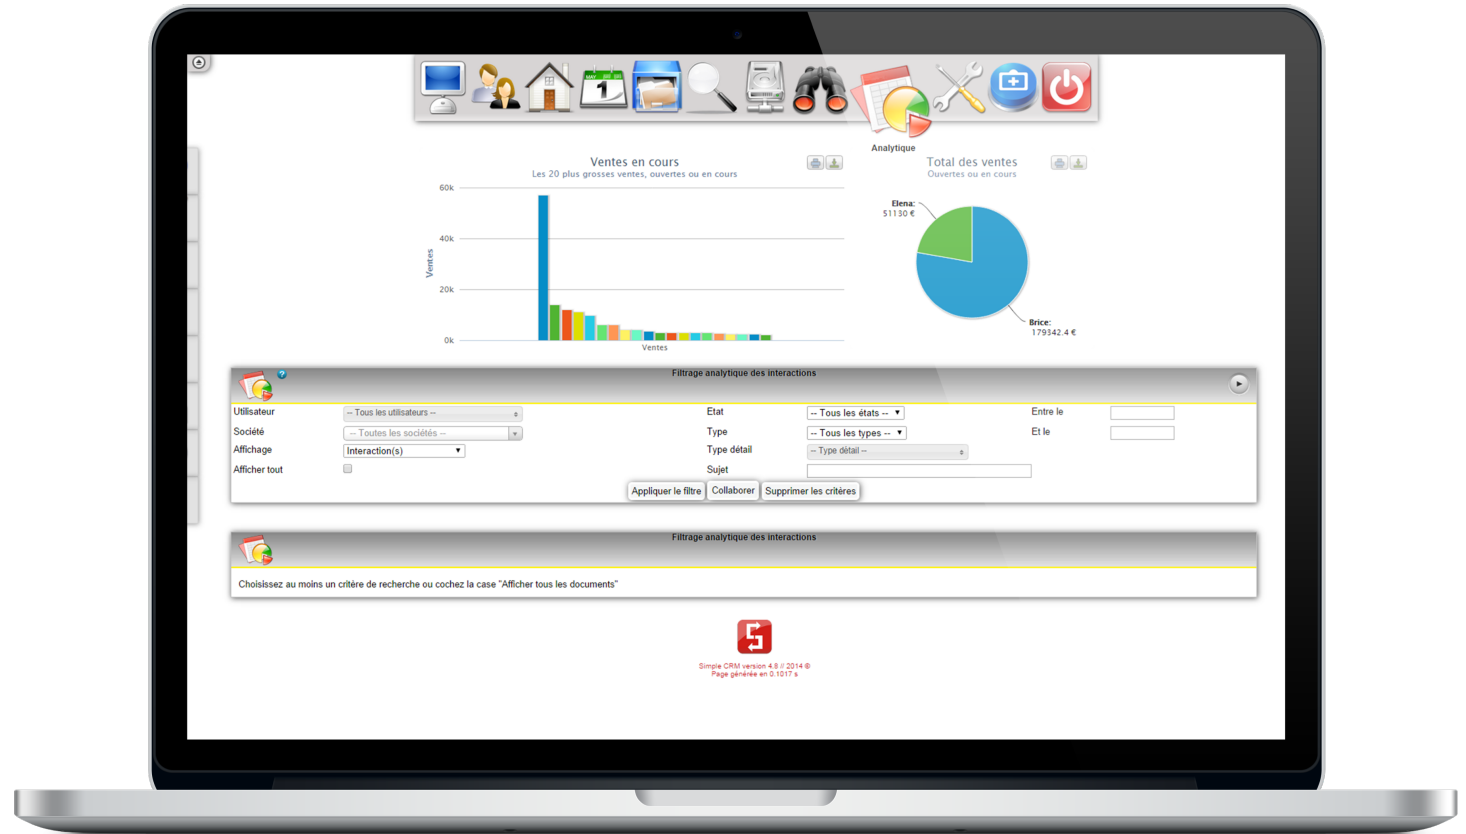 MAY
1
Analytique
Ventes en cours
Les 20 plus grosses ventes, ouvertes ou en cours
60k
40k
20k
0k
Ventes
Ventes
Total des ventes
Ouvertes ou en cours
Elena:
51130 €
Brice:
179342.4 €
?
Filtrage analytique des interactions
Utilisateur
-- Tous les utilisateurs --
Etat
-- Tous les états --
Entre le
Société
-- Toutes les sociétés --
Type
-- Tous les types --
Et le
Affichage
Interaction(s)
Type détail
-- Type détail --
Afficher tout
Sujet
Appliquer le filtre
Collaborer
Supprimer les critères
Filtrage analytique des interactions
Choisissez au moins un critère de recherche ou cochez la case "Afficher tous les documents"
Simple CRM version 4.8 // 2014 ®
Page générée en 0.1017 s